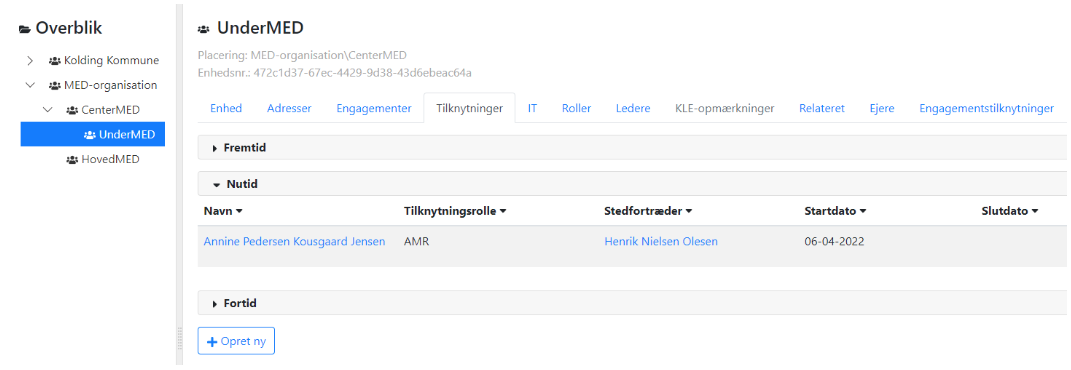 Overblik
Kolding Kommune
MED-organisation
CenterMED
UnderMED
HovedMED
UnderMED
Placering: MED-organisation\CenterMED
Enhedsnr.: 472c1d37-67ec-4429-9d38-43d6ebeac64a
Enhed Adresser Engagementer Tilknytninger IT Roller Ledere KLE-opmærkninger Relateret Ejere Engagementstilknytninger
Fremtid
Nutid
Navn Tilknytningsrolle Stedfortræder Startdato Slutdato
Annine Pedersen Kousgaard Jensen AMR Henrik Nielsen Olesen 06-04-2022
Fortid
Opret ny